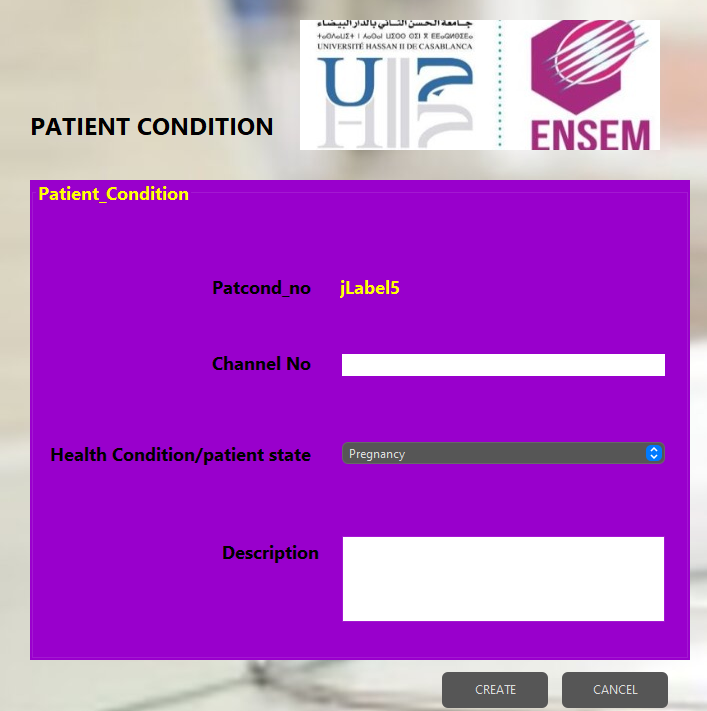 جامعة الحسن الثاني بالدار البيضاء
UNIVERSITÉ HASSAN II DE CASABLANCA
ENSEM
PATIENT CONDITION
Patient_Condition
Patcond_no jLabel5
Channel No
Health Condition/patient state Pregnancy
Description
CREATE CANCEL